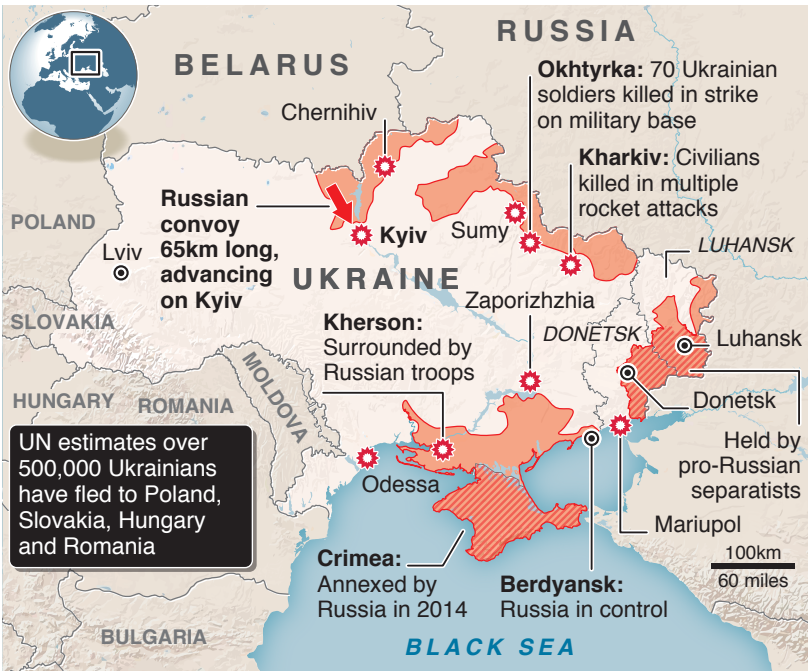 RUSSIA
BELARUS
Okhtyrka: 70 Ukrainian
soldiers killed in strike
on military base
Chernihiv
Kharkiv: Civilians
killed in multiple
rocket attacks
Russian
convoy
65km long,
advancing
on Kyiv
POLAND
Kyiv
Sumy
Lviv
LUHANSK
UKRAINE
Zaporizhzhia
SLOVAKIA
Kherson:
Surrounded by
Russian troops
DONETSK
Luhansk
MOLDOVA
HUNGARY
ROMANIA
Donetsk
UN estimates over
500,000 Ukrainians
have fled to Poland,
Slovakia, Hungary
and Romania
Held by
pro-Russian
separatists
Odessa
Mariupol
Crimea:
Annexed by
Russia in 2014
Berdyansk:
Russia in control
100km
60 miles
BULGARIA
BLACK SEA